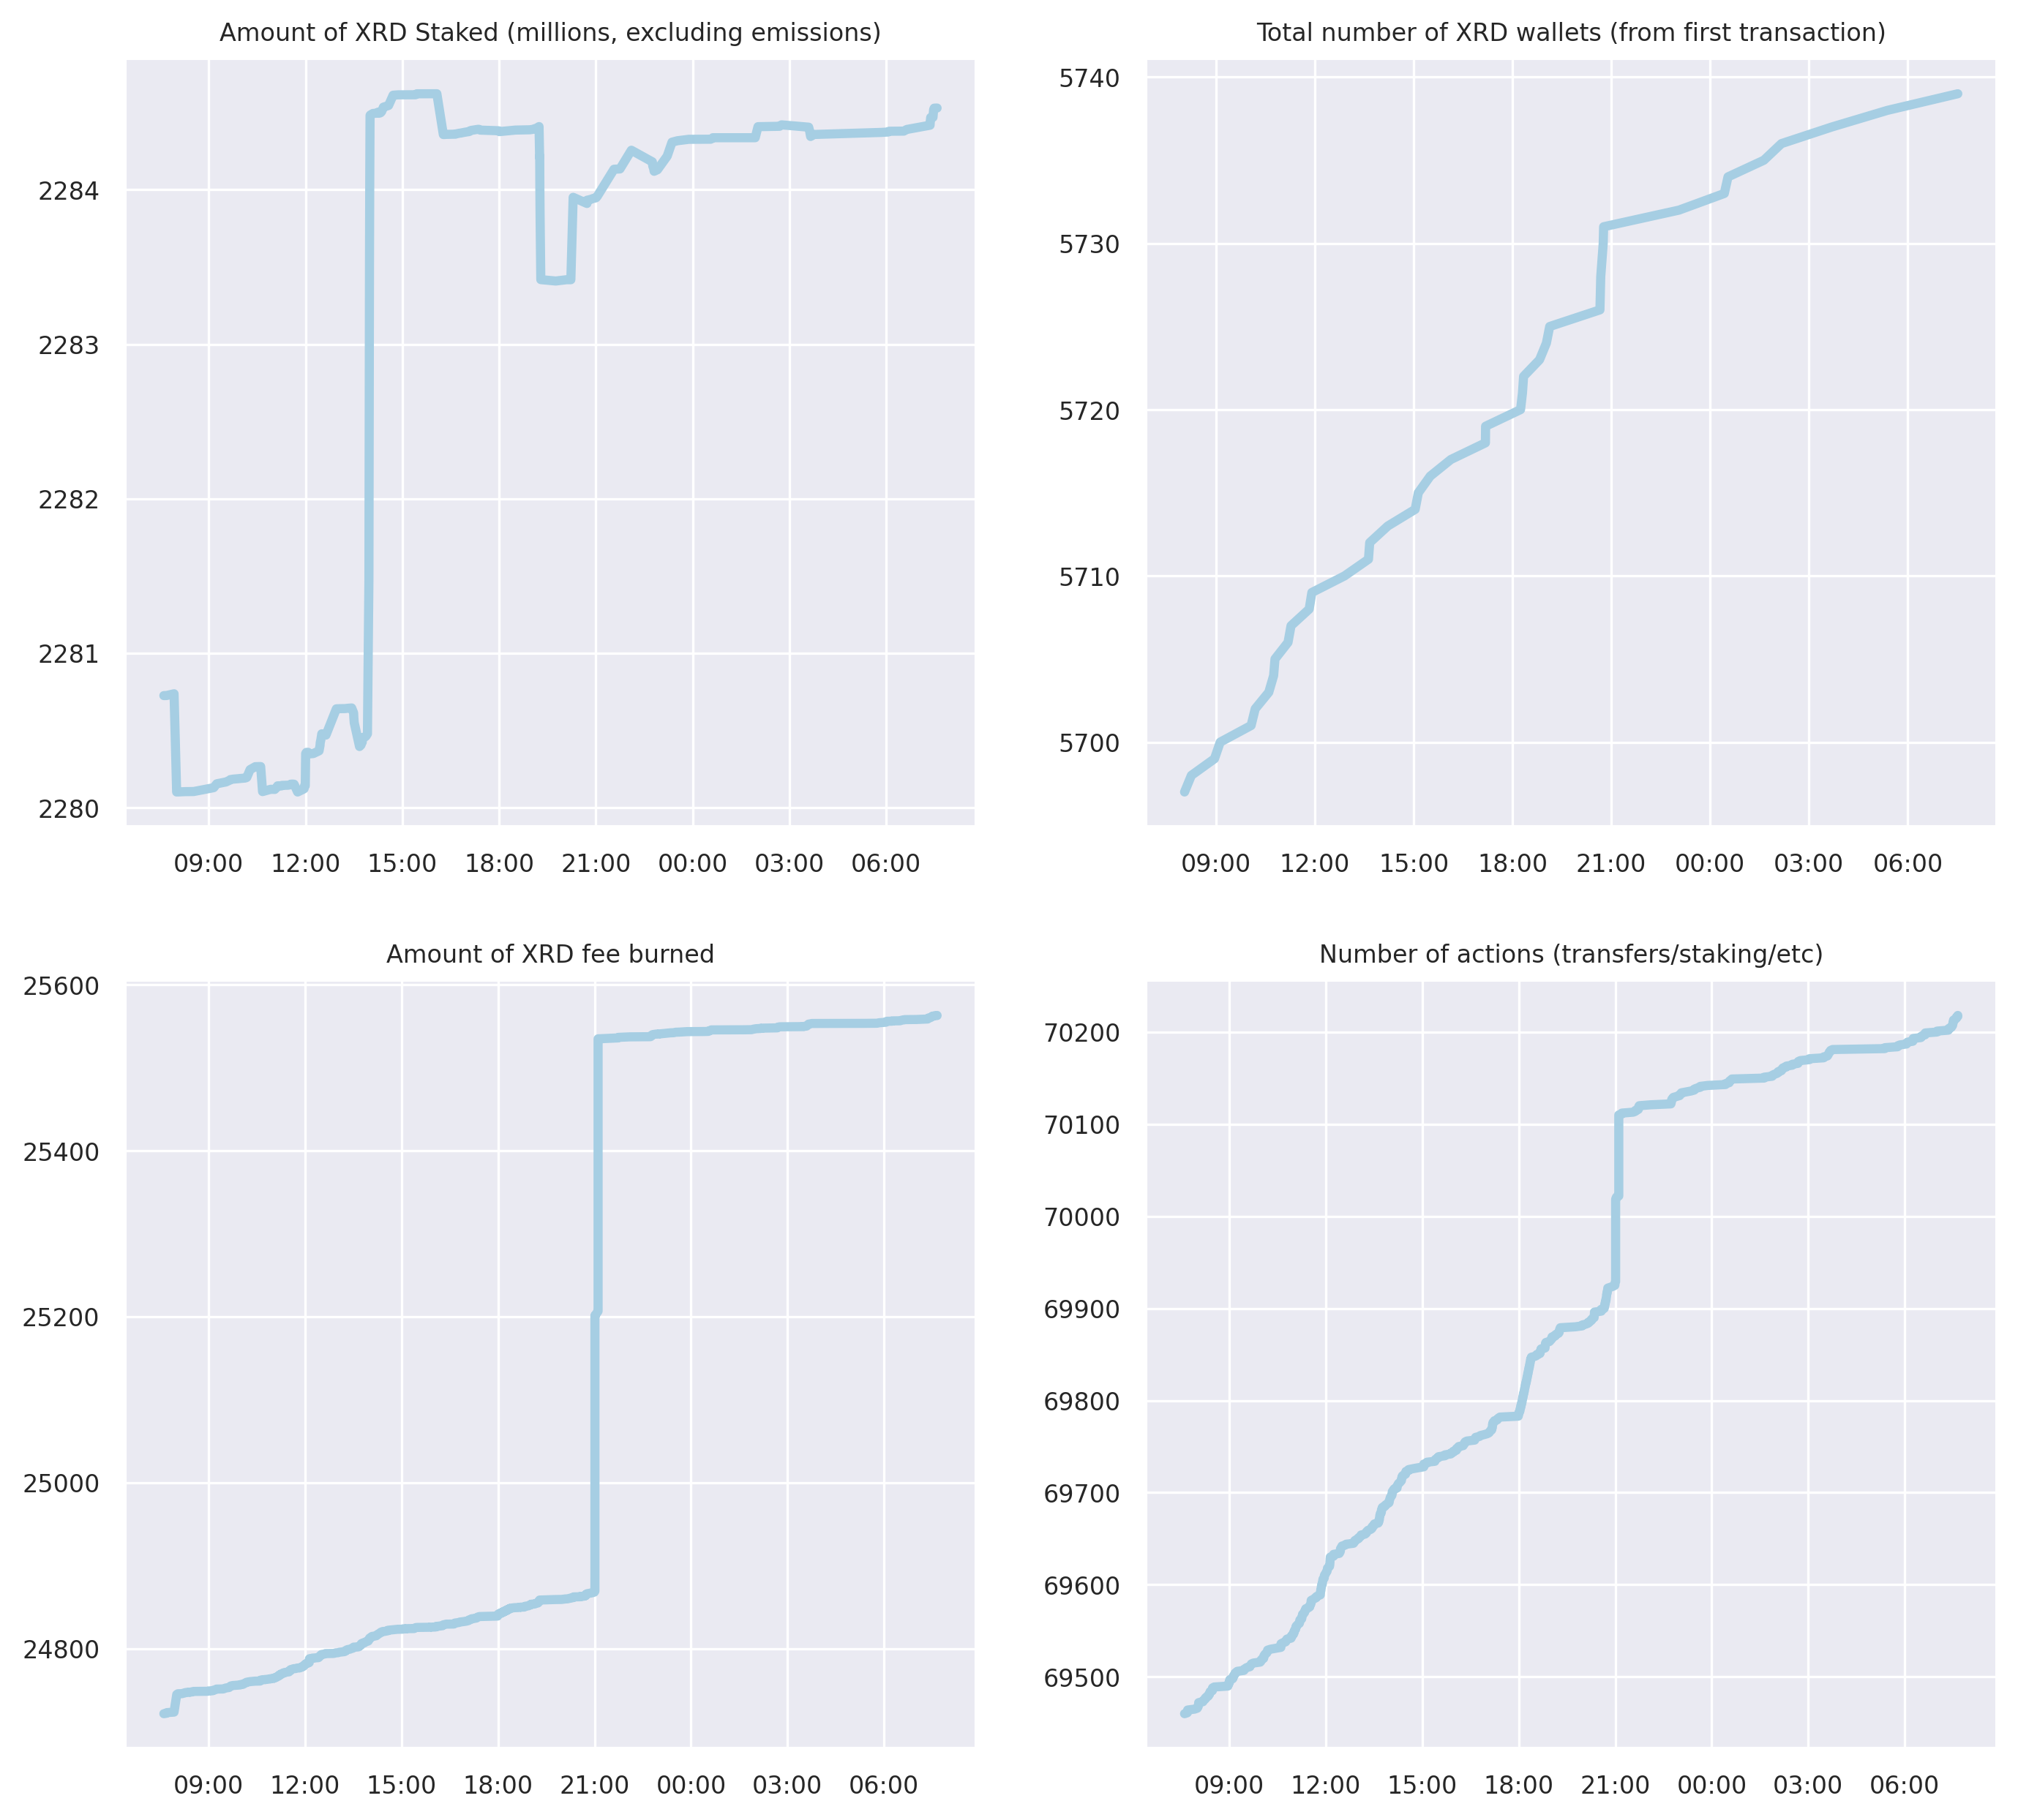 Amount of XRD Staked (millions, excluding emissions)
2284
2283
2282
2281
2280
09:00 12:00 15:00 18:00 21:00 00:00 03:00 06:00
Total number of XRD wallets (from first transaction)
5740
5730
5720
5710
5700
09:00 12:00 15:00 18:00 21:00 00:00 03:00 06:00
Amount of XRD fee burned
25600
25400
25200
25000
24800
09:00 12:00 15:00 18:00 21:00 00:00 03:00 06:00
Number of actions (transfers/staking/etc)
70200
70100
70000
69900
69800
69700
69600
69500
09:00 12:00 15:00 18:00 21:00 00:00 03:00 06:00